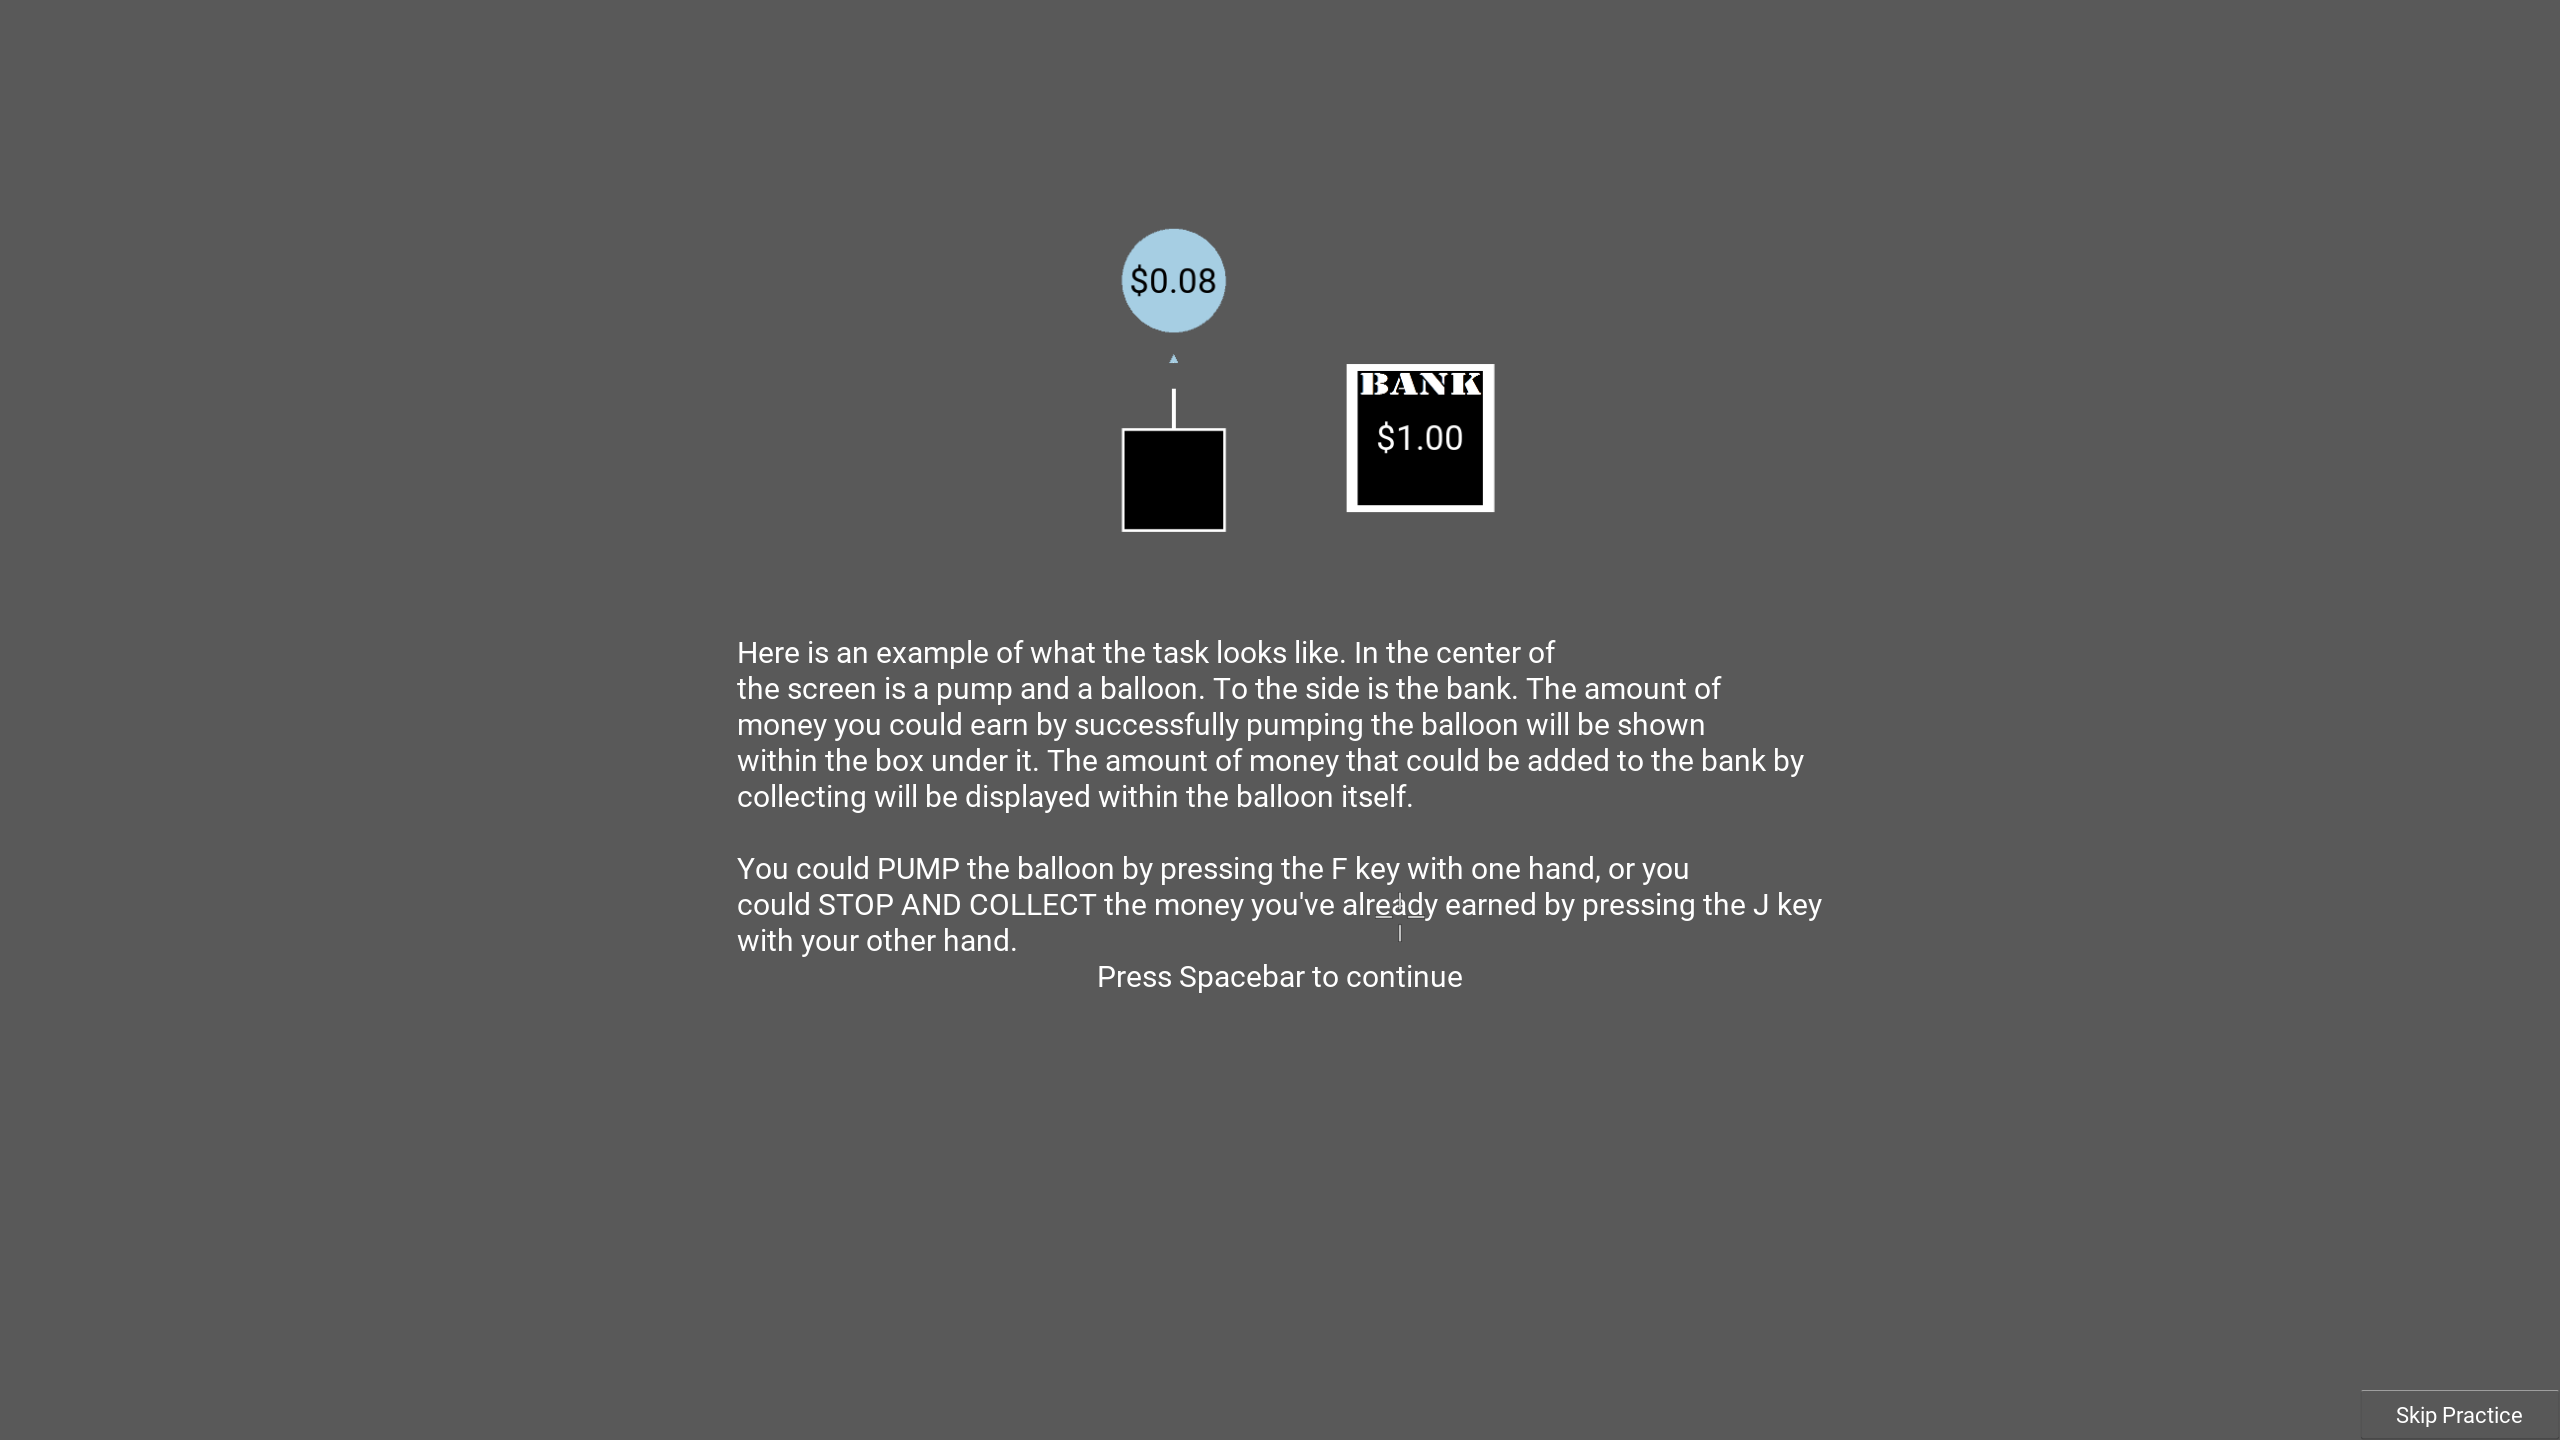 $0.08
BANK
$1.00
Here is an example of what the task looks like. In the center of
the screen is a pump and a balloon. To the side is the bank. The amount of
money you could earn by successfully pumping the balloon will be shown
within the box under it. The amount of money that could be added to the bank by
collecting will be displayed within the balloon itself.
You could PUMP the balloon by pressing the F key with one hand, or you
could STOP AND COLLECT the money you've already earned by pressing the J key
with your other hand.
Press Spacebar to continue
Skip Practice